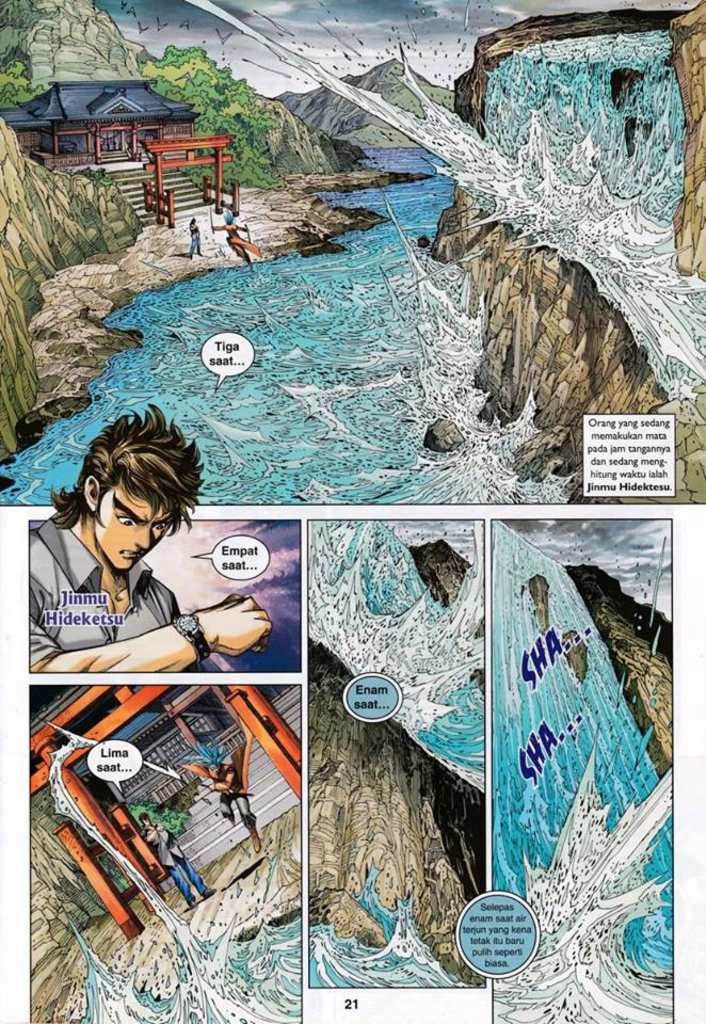 Tiga
saat...
Orang yang sedang
memakukan mata
pada jam tangannya
dan sedang meng-
hitung waktu ialah
Jinmu Hidektesu.
Empat
saat...
Jinmu
Hideketsu
Lima
saat...
Enam
saat...
SHA...
SHA...
Selepas
enam saat air
terjun yang kena
tetak itu baru
pulih seperti
biasa.
21